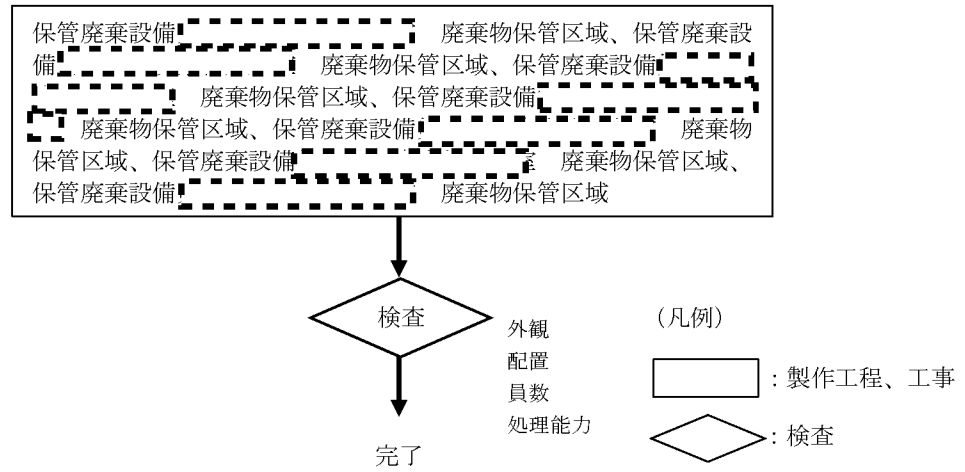 保管廃棄設備 廃棄物保管区域、保管廃棄設
備 廃棄物保管区域、保管廃棄設備
廃棄物保管区域、保管廃棄設備
廃棄物保管区域、保管廃棄設備 廃棄物
保管区域、保管廃棄設備 廃棄物保管区域、
保管廃棄設備 廃棄物保管区域
検査
外観
配置
員数
処理能力
完了
（凡例）
：製作工程、工事
：検査